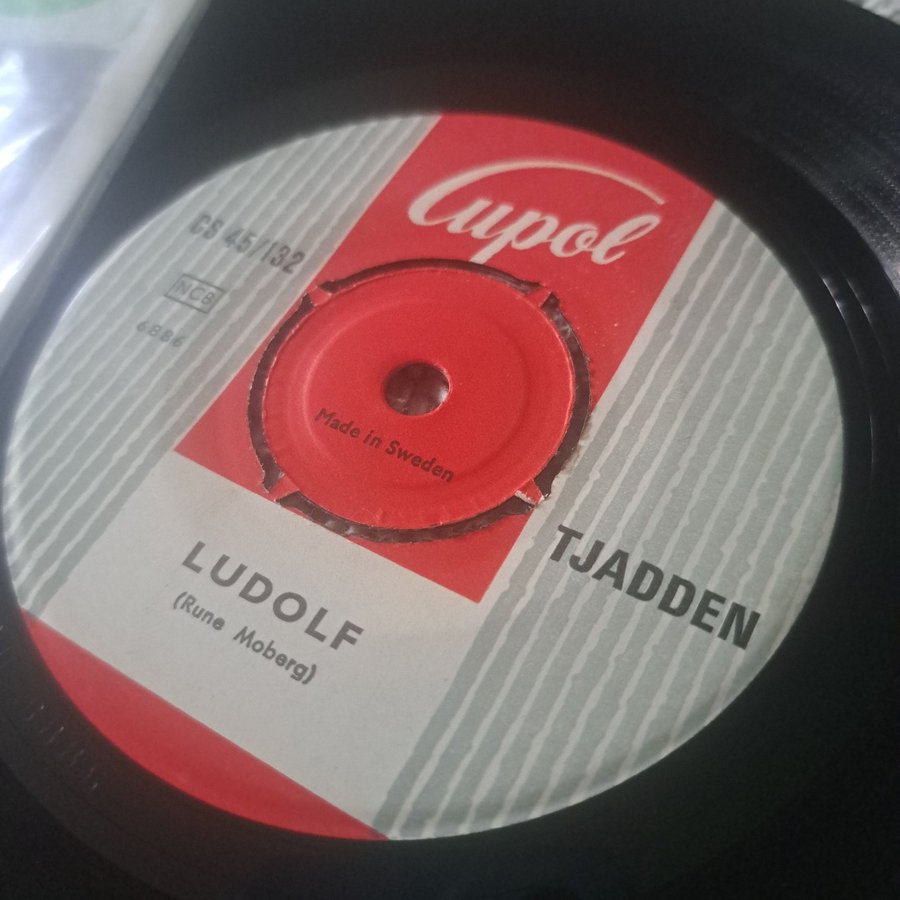 Cupol
CS 45/132
NCB
6886
Made in Sweden
TJADDEN
LUDOLF
(Rune Moberg)